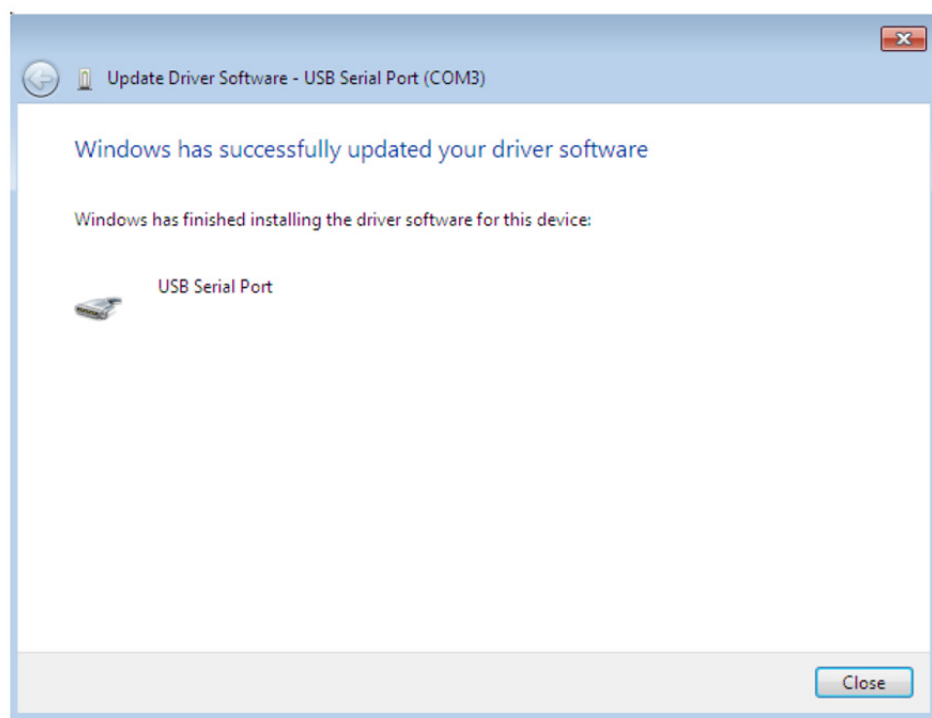 Update Driver Software - USB Serial Port (COM3)
Windows has successfully updated your driver software
Windows has finished installing the driver software for this device:
USB Serial Port
Close